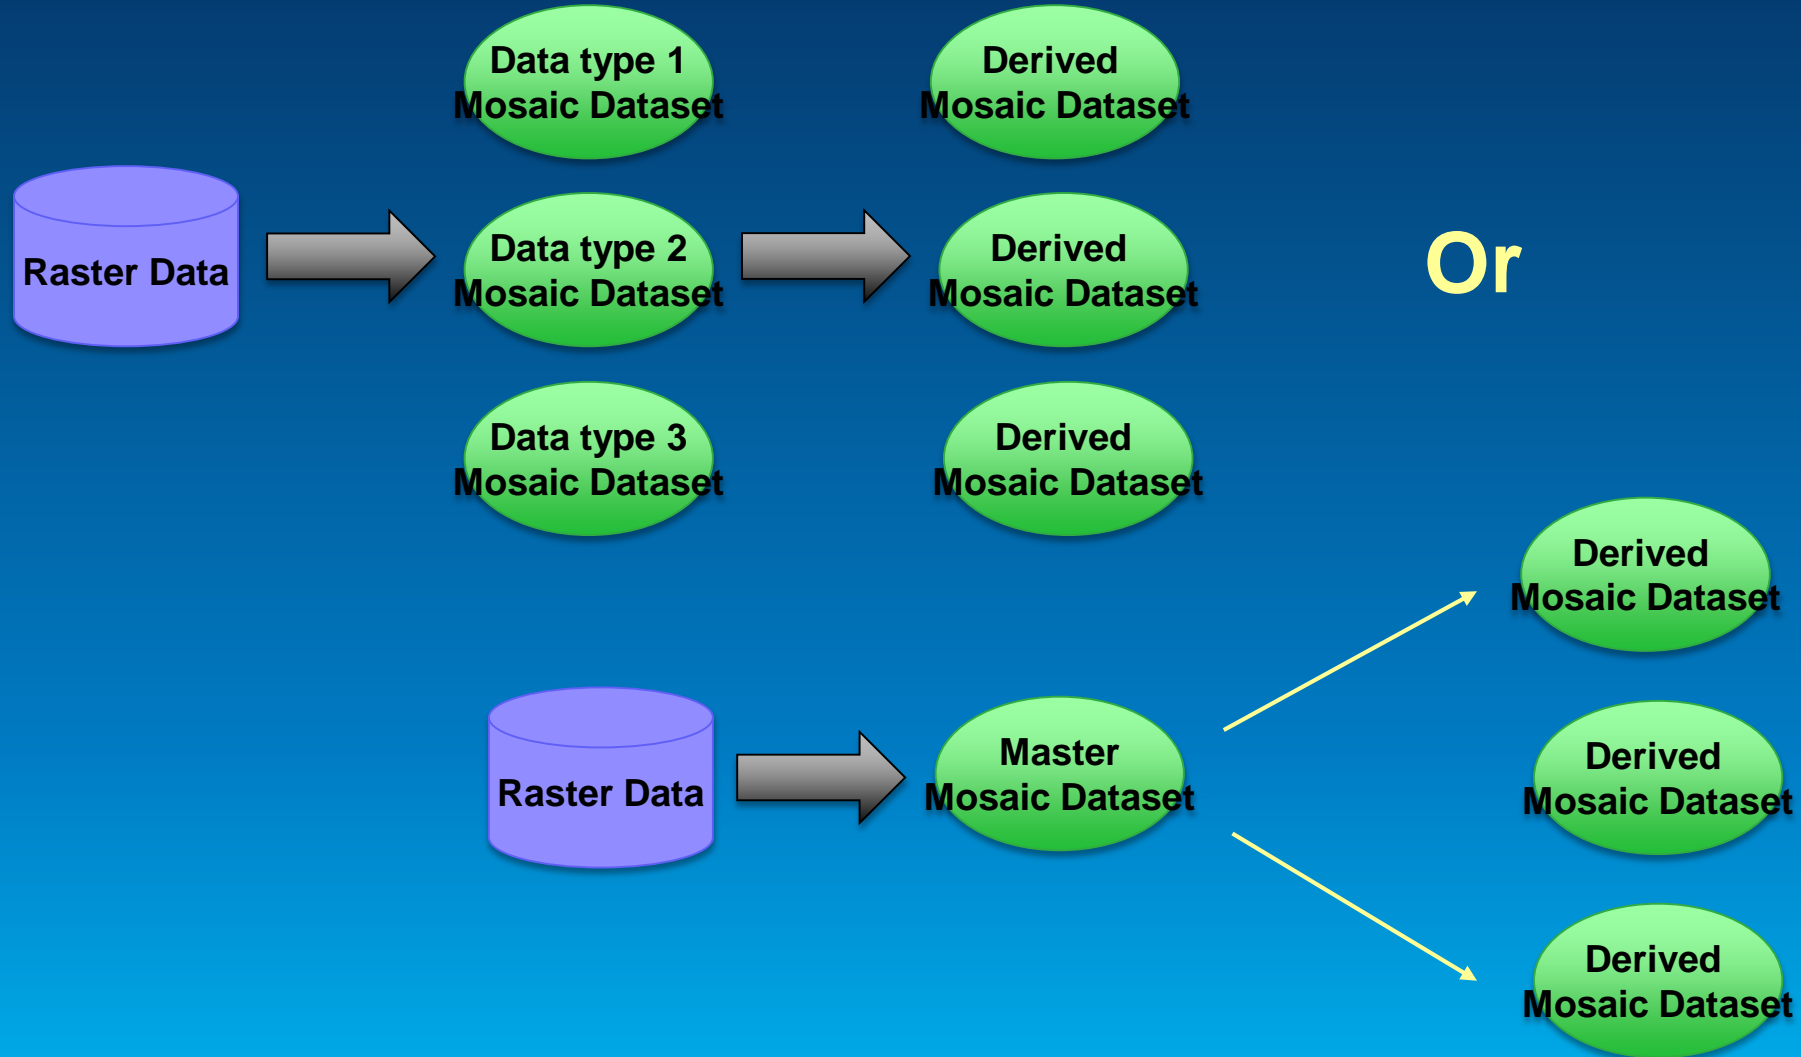 Data type 1
Mosaic Dataset
Derived
Mosaic Dataset
Raster Data
Data type 2
Mosaic Dataset
Derived
Mosaic Dataset
Or
Data type 3
Mosaic Dataset
Derived
Mosaic Dataset
Derived
Mosaic Dataset
Raster Data
Master
Mosaic Dataset
Derived
Mosaic Dataset
Derived
Mosaic Dataset